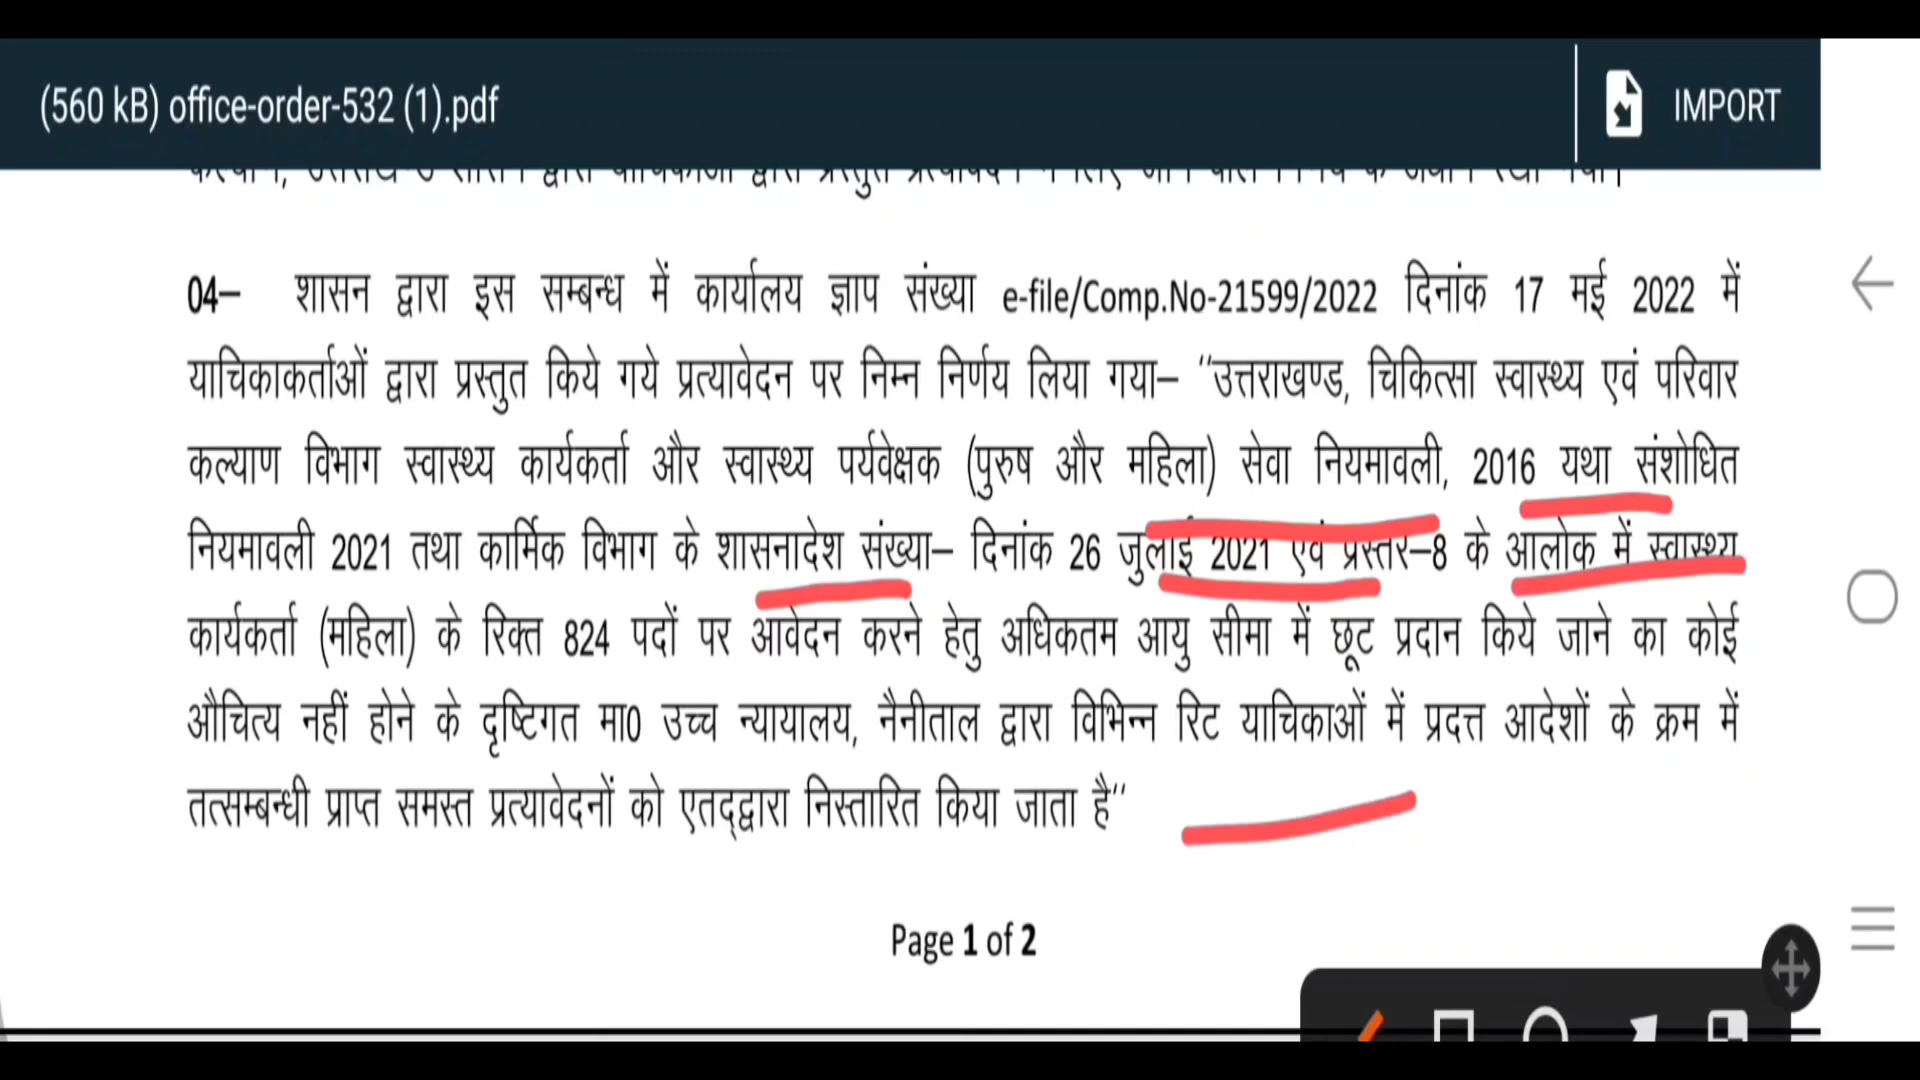 (560 kB) office-order-532 (1).pdf
IMPORT
04– शासन द्वारा इस सम्बन्ध में कार्यालय ज्ञाप संख्या e-file/Comp.No-21599/2022 दिनांक 17 मई 2022 में
याचिकाकर्ताओं द्वारा प्रस्तुत किये गये प्रत्यावेदन पर निम्न निर्णय लिया गया– “उत्तराखण्ड, चिकित्सा स्वास्थ्य एवं परिवार
कल्याण विभाग स्वास्थ्य कार्यकर्ता और स्वास्थ्य पर्यवेक्षक (पुरुष और महिला) सेवा नियमावली, 2016 यथा संशोधित
नियमावली 2021 तथा कार्मिक विभाग के शासनादेश संख्या– दिनांक 26 जुलाई 2021 एवं प्रस्तर–8 के आलोक में स्वास्थ्य
कार्यकर्ता (महिला) के रिक्त 824 पदों पर आवेदन करने हेतु अधिकतम आयु सीमा में छूट प्रदान किये जाने का कोई
औचित्य नहीं होने के दृष्टिगत मा0 उच्च न्यायालय, नैनीताल द्वारा विभिन्न रिट याचिकाओं में प्रदत्त आदेशों के क्रम में
तत्सम्बन्धी प्राप्त समस्त प्रत्यावेदनों को एतद्द्वारा निस्तारित किया जाता है”
Page 1 of 2